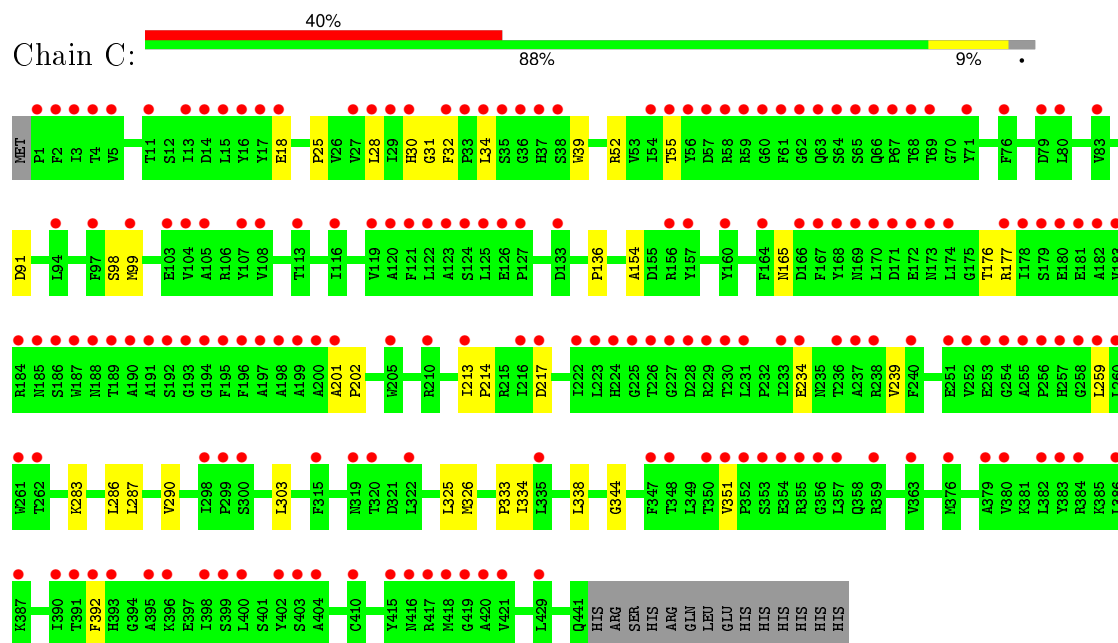 40%
Chain C:
88% 9% •
MET P1 F2 I3 T4 V5 T11 S12 I13 D14 L15 Y16 Y17 E18 P25 V26 V27 L28 I29 H30 G31 F32 P33 L34 S35 G36 H37 S38 W39 R52 V53 I54 T55 Y56 D57 R58 R59 G60 F61 G62 Q63 S64 S65 Q66 P67 T68 T69 G70 Y71 F76 D79 L80 V83
D91 L94 F97 S98 M99 E103 V104 A105 R106 Y107 V108 T113 I116 V119 A120 F121 L122 A123 S124 L125 E126 P127 D133 P136 A154 D155 R156 Y157 Y160 F164 N165 D166 F167 Y168 N169 L170 D171 E172 N173 L174 G175 T176 R177 I178 S179 E180 E181 A182
R184 N185 S186 W187 N188 T189 A190 A191 S192 G193 G194 F195 F196 A197 A198 A199 A200 A201 P202 W205 R210 I213 P214 R215 I216 D217 I222 L223 H224 G225 T226 G227 D228 R229 T230 L231 P232 I233 E234 N235 T236 A237 R238 V239 F240 E251 V252 E253 G254 A255 P256 H257 G258 L259 L260
W261 T262 K283 L286 L287 V290 I298 P299 S300 L303 F315 N319 T320 D321 L322 L325 M326 P333 I334 L335 L338 G344 F347 T348 L349 T350 V351 P352 S353 E354 R355 G356 L357 Q358 R359 V363 M376 A379 V380 K381 L382 Y383 R384 K385 L386
K387 I390 T391 F392 H393 G394 A395 K396 E397 I398 S399 L400 S401 Y402 S403 A404 C410 Y415 N416 R417 M418 G419 A420 V421 L429 Q441 HIS ARG SER HIS HIS ARG GLN LEU GLU HIS HIS HIS HIS HIS HIS